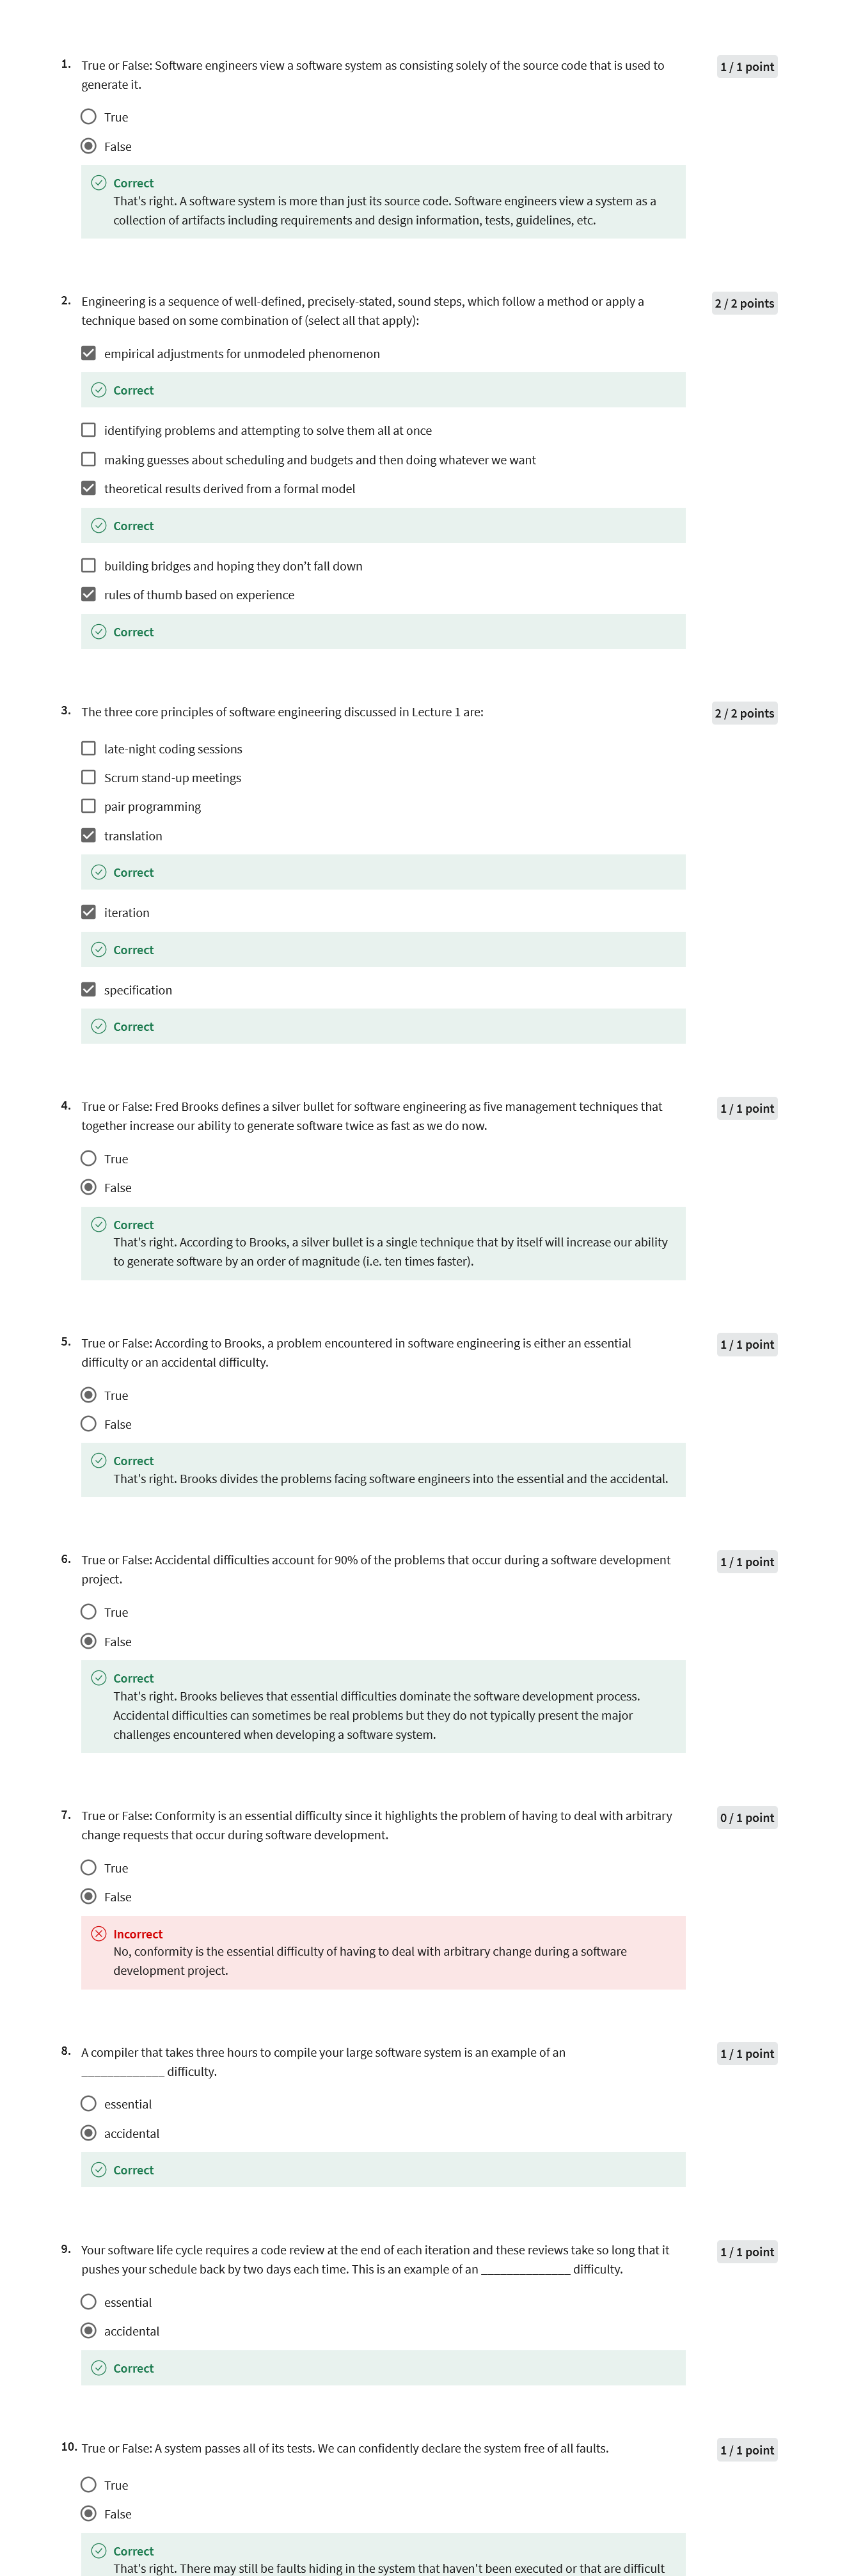 1. True or False: Software engineers view a software system as consisting solely of the source code that is used to
generate it.
1 / 1 point
True
False
Correct
That's right. A software system is more than just its source code. Software engineers view a system as a
collection of artifacts including requirements and design information, tests, guidelines, etc.
2. Engineering is a sequence of well-defined, precisely-stated, sound steps, which follow a method or apply a
technique based on some combination of (select all that apply):
2 / 2 points
empirical adjustments for unmodeled phenomenon
Correct
identifying problems and attempting to solve them all at once
making guesses about scheduling and budgets and then doing whatever we want
theoretical results derived from a formal model
Correct
building bridges and hoping they don’t fall down
rules of thumb based on experience
Correct
3. The three core principles of software engineering discussed in Lecture 1 are:
2 / 2 points
late-night coding sessions
Scrum stand-up meetings
pair programming
translation
Correct
iteration
Correct
specification
Correct
4. True or False: Fred Brooks defines a silver bullet for software engineering as five management techniques that
together increase our ability to generate software twice as fast as we do now.
1 / 1 point
True
False
Correct
That's right. According to Brooks, a silver bullet is a single technique that by itself will increase our ability
to generate software by an order of magnitude (i.e. ten times faster).
5. True or False: According to Brooks, a problem encountered in software engineering is either an essential
difficulty or an accidental difficulty.
1 / 1 point
True
False
Correct
That's right. Brooks divides the problems facing software engineers into the essential and the accidental.
6. True or False: Accidental difficulties account for 90% of the problems that occur during a software development
project.
1 / 1 point
True
False
Correct
That's right. Brooks believes that essential difficulties dominate the software development process.
Accidental difficulties can sometimes be real problems but they do not typically present the major
challenges encountered when developing a software system.
7. True or False: Conformity is an essential difficulty since it highlights the problem of having to deal with arbitrary
change requests that occur during software development.
0 / 1 point
True
False
Incorrect
No, conformity is the essential difficulty of having to deal with arbitrary change during a software
development project.
8. A compiler that takes three hours to compile your large software system is an example of an
_____________ difficulty.
1 / 1 point
essential
accidental
Correct
9. Your software life cycle requires a code review at the end of each iteration and these reviews take so long that it
pushes your schedule back by two days each time. This is an example of an ______________ difficulty.
1 / 1 point
essential
accidental
Correct
10. True or False: A system passes all of its tests. We can confidently declare the system free of all faults.
1 / 1 point
True
False
Correct
That's right. There may still be faults hiding in the system that haven't been executed or that are difficult